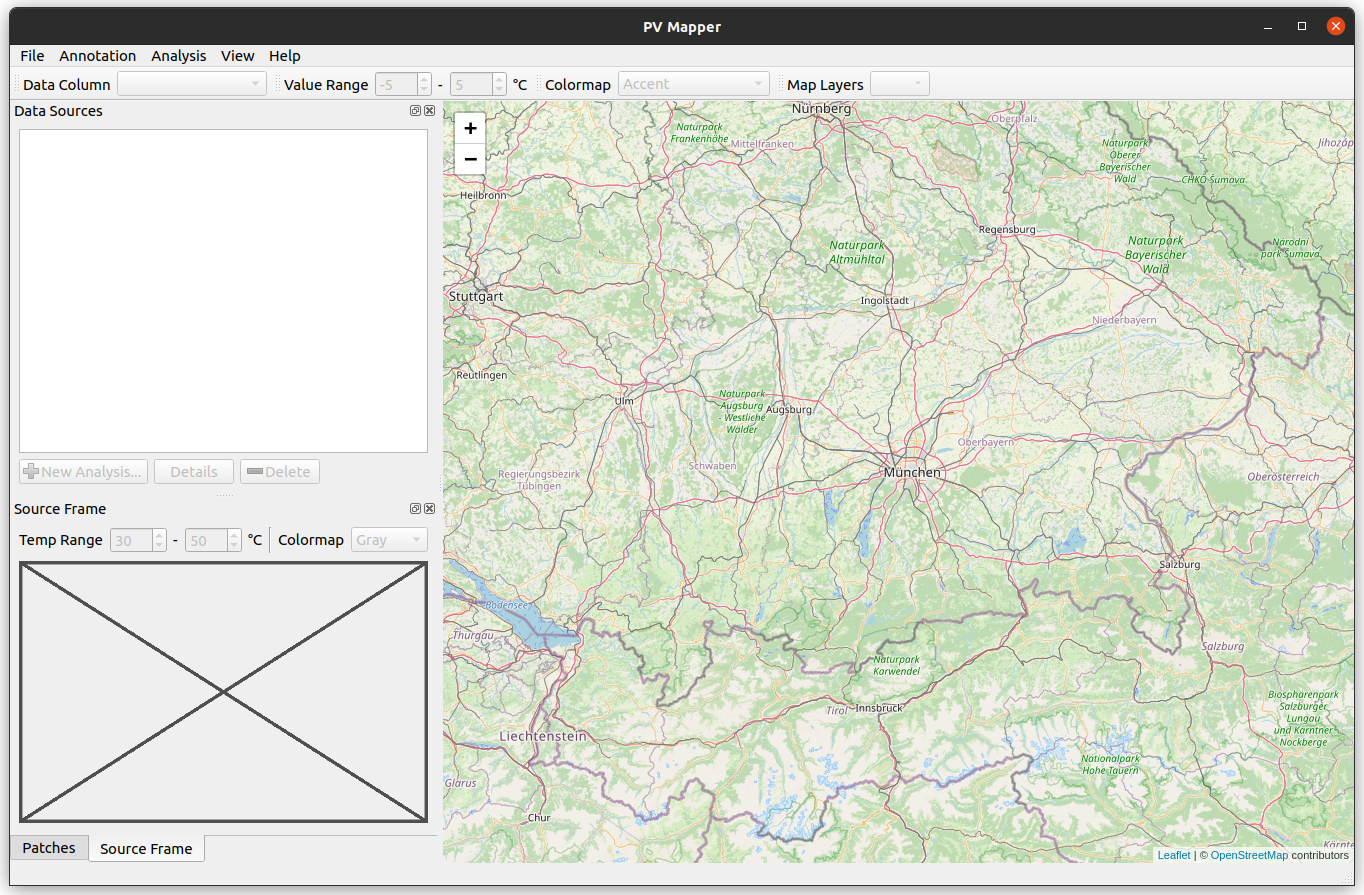 PV Mapper
File Annotation Analysis View Help
Data Column Value Range -5 - 5 °C Colormap Accent Map Layers
Data Sources
New Analysis... Details Delete
Source Frame
Temp Range 30 - 50 °C Colormap Gray
Patches Source Frame
+
−
Nürnberg
Oberpfalz
Naturpark
Frankenhöhe
Mittelfranken
Naturpark
Oberer
Bayerischer
Wald
CHKO Šumava
Heilbronn
Regensburg
Naturpark
Altmühltal
Naturpark
Bayerischer
Wald
Národní
park Šumava
Stuttgart
Ingolstadt
Niederbayern
Reutlingen
Ulm
Naturpark
Augsburg
- Westliche
Wälder
Augsburg
Oberbayern
Schwaben
Regierungsbezirk
Tübingen
München
Oberösterreich
Salzburg
Bodensee
Thurgau
Salzburg
Naturpark
Karwendel
Tirol
Innsbruck
Biosphärenpark
Salzburger
Lungau
und Kärntner
Nockberge
Liechtenstein
Nationalpark
Hohe Tauern
Glarus
Chur
Leaflet | © OpenStreetMap contributors